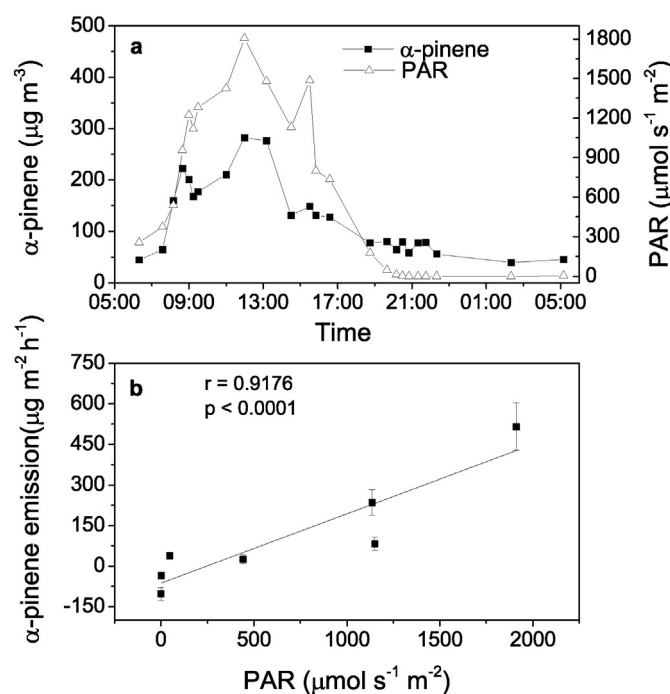 a
α-pinene
PAR
500
400
300
200
100
0
α-pinene (μg m⁻³)
1800
1500
1200
900
600
300
0
PAR (μmol s⁻¹ m⁻²)
05:00 09:00 13:00 17:00 21:00 01:00 05:00
Time
b
r = 0.9176
p < 0.0001
750
600
450
300
150
0
-150
α-pinene emission(μg m⁻² h⁻¹)
0 500 1000 1500 2000
PAR (μmol s⁻¹ m⁻²)